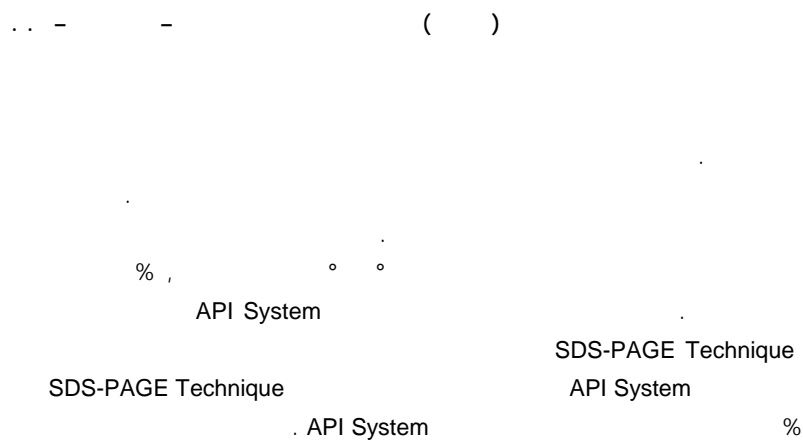 .. – – ( )
.
.
.
% , ° °
API System .
SDS-PAGE Technique
SDS-PAGE Technique API System
. API System %